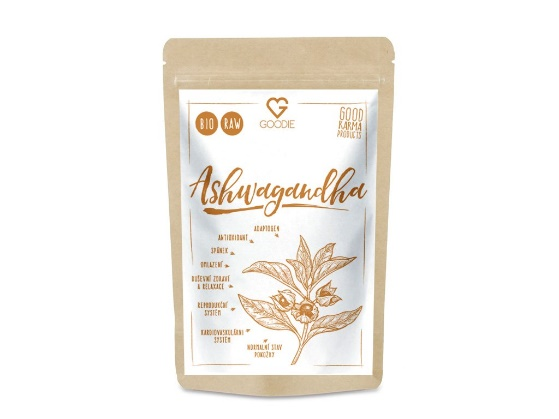 BIO RAW
GOODIE
GOOD
KARMA
PRODUCTS
Ashwagandha
ADAPTOGEN
ANTIOXIDANT
SPÁNEK
OMLAZENÍ
DUŠEVNÍ ZDRAVÍ
A RELAXACE
REPRODUKČNÍ
SYSTÉM
KARDIOVASKULÁRNÍ
SYSTÉM
NORMÁLNÍ STAV
POKOŽKY